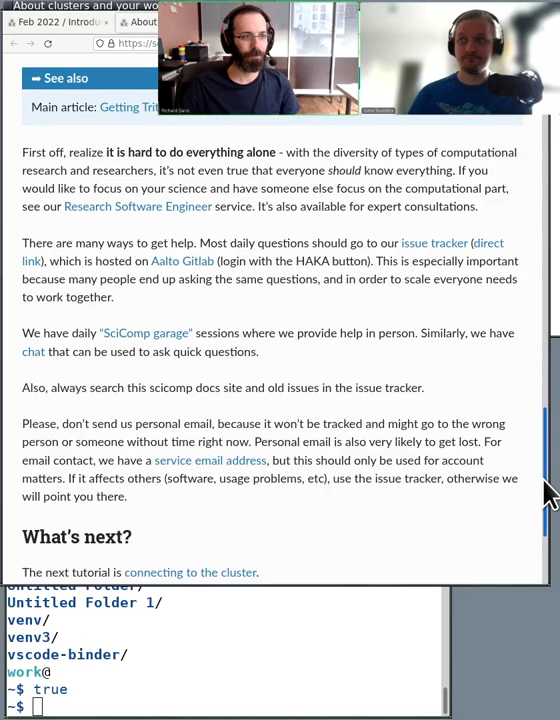 About clusters and your wo
Feb 2022 / Introdu
About
https://s
➡ See also
Main article: Getting Trit
First off, realize it is hard to do everything alone - with the diversity of types of computational
research and researchers, it's not even true that everyone should know everything. If you
would like to focus on your science and have someone else focus on the computational part,
see our Research Software Engineer service. It's also available for expert consultations.
There are many ways to get help. Most daily questions should go to our issue tracker (direct
link), which is hosted on Aalto Gitlab (login with the HAKA button). This is especially important
because many people end up asking the same questions, and in order to scale everyone needs
to work together.
We have daily “SciComp garage” sessions where we provide help in person. Similarly, we have
chat that can be used to ask quick questions.
Also, always search this scicomp docs site and old issues in the issue tracker.
Please, don't send us personal email, because it won't be tracked and might go to the wrong
person or someone without time right now. Personal email is also very likely to get lost. For
email contact, we have a service email address, but this should only be used for account
matters. If it affects others (software, usage problems, etc), use the issue tracker, otherwise we
will point you there.
What's next?
The next tutorial is connecting to the cluster.
Untitled Folder/
Untitled Folder 1/
venv/
venv3/
vscode-binder/
work@
~$ true
~$